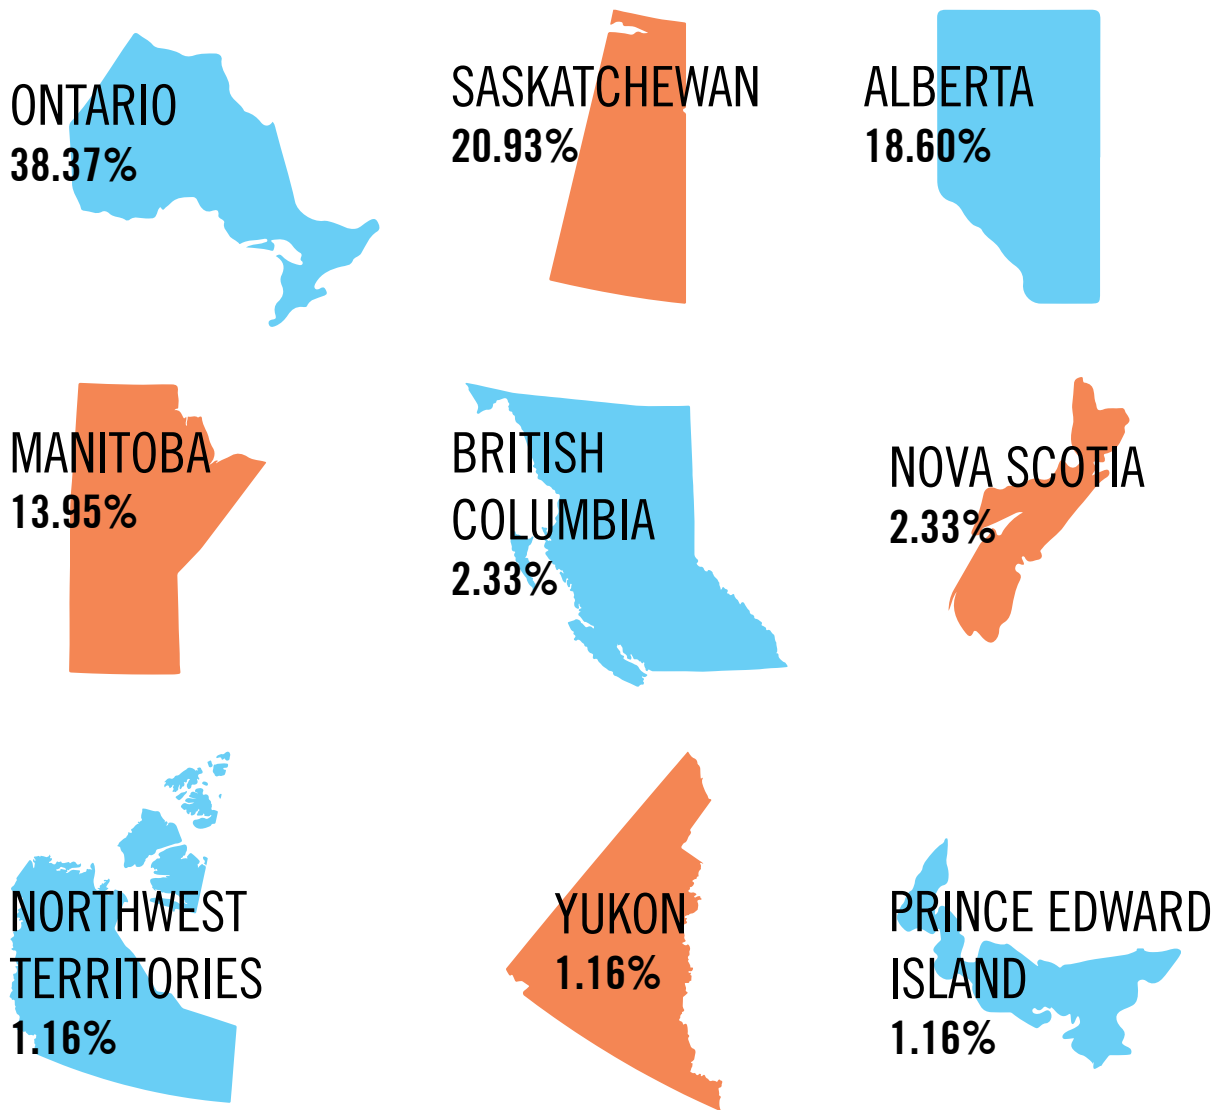 ONTARIO
38.37%
SASKATCHEWAN
20.93%
ALBERTA
18.60%
MANITOBA
13.95%
BRITISH
COLUMBIA
2.33%
NOVA SCOTIA
2.33%
NORTHWEST
TERRITORIES
1.16%
YUKON
1.16%
PRINCE EDWARD
ISLAND
1.16%